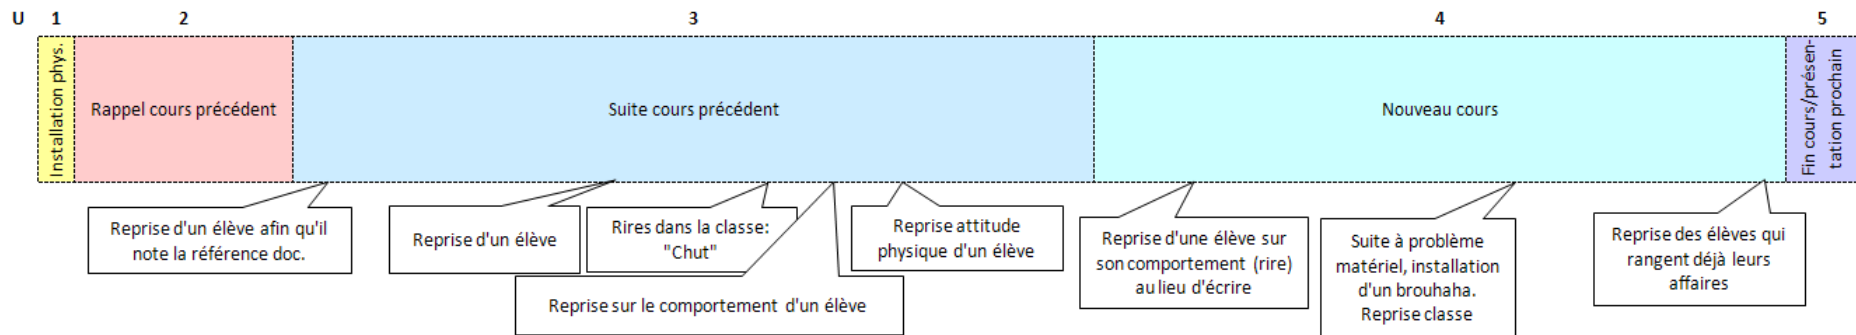 U 1 2 3 4 5
Installation phys.
Rappel cours précédent
Suite cours précédent
Nouveau cours
Fin cours/présen-
tation prochain
Reprise d'un élève afin qu'il
note la référence doc.
Reprise d'un élève
Rires dans la classe:
"Chut"
Reprise sur le comportement d'un élève
Reprise attitude
physique d'un élève
Reprise d'une élève sur
son comportement (rire)
au lieu d'écrire
Suite à problème
matériel, installation
d'un brouhaha.
Reprise classe
Reprise des élèves qui
rangent déjà leurs
affaires